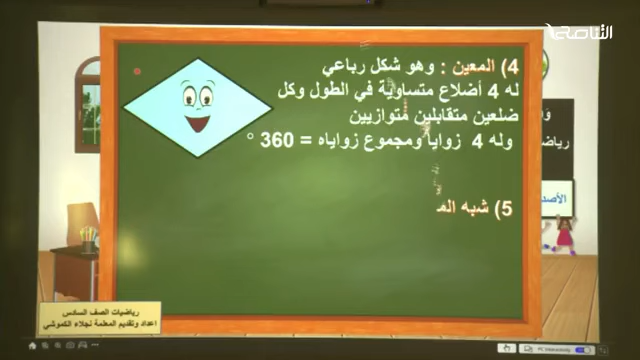 الناصرية
4) المعين : وهو شكل رباعي
له 4 أضلاع متساوية في الطول وكل
ضلعين متقابلين متوازيين
وله 4 زوايا ومجموع زواياه = 360 °
5) شبه الم
رياضيات الصف السادس
اعداد وتقديم المعلمة نجلاء الكموشي